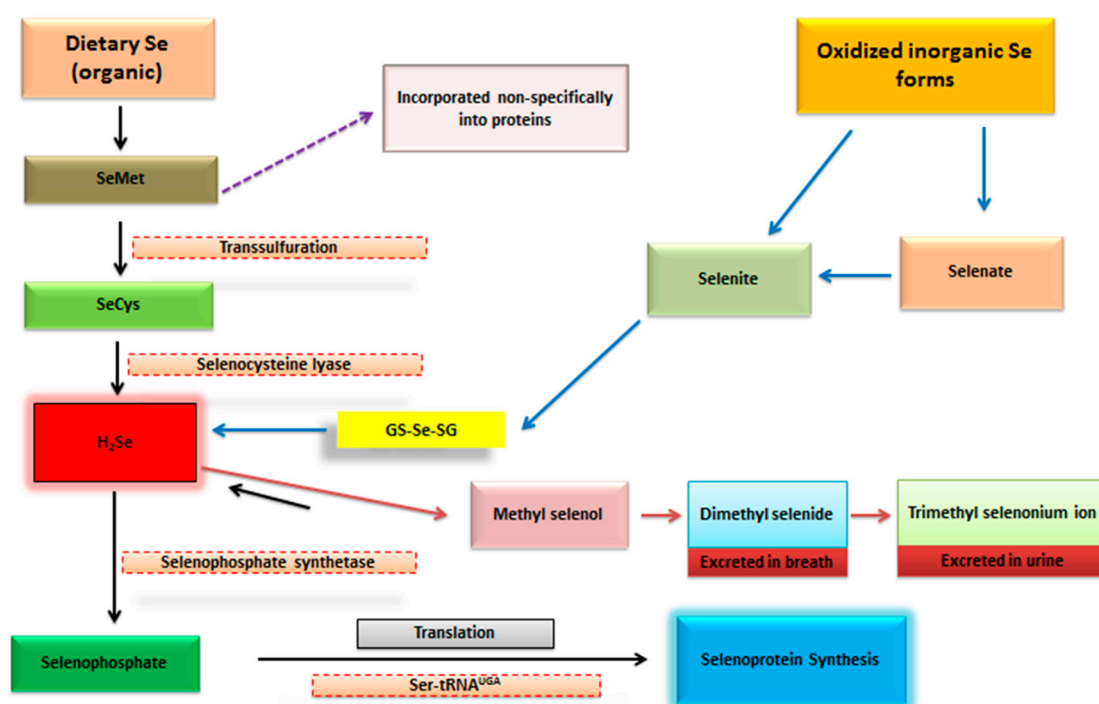 Dietary Se
(organic)
Oxidized inorganic Se
forms
Incorporated non-specifically
into proteins
SeMet
Transsulfuration
Selenite
Selenate
SeCys
Selenocysteine lyase
H₂Se
GS-Se-SG
Methyl selenol
Dimethyl selenide
Excreted in breath
Trimethyl selenonium ion
Excreted in urine
Selenophosphate synthetase
Selenophosphate
Translation
Ser-tRNAᵁᴳᴬ
Selenoprotein Synthesis